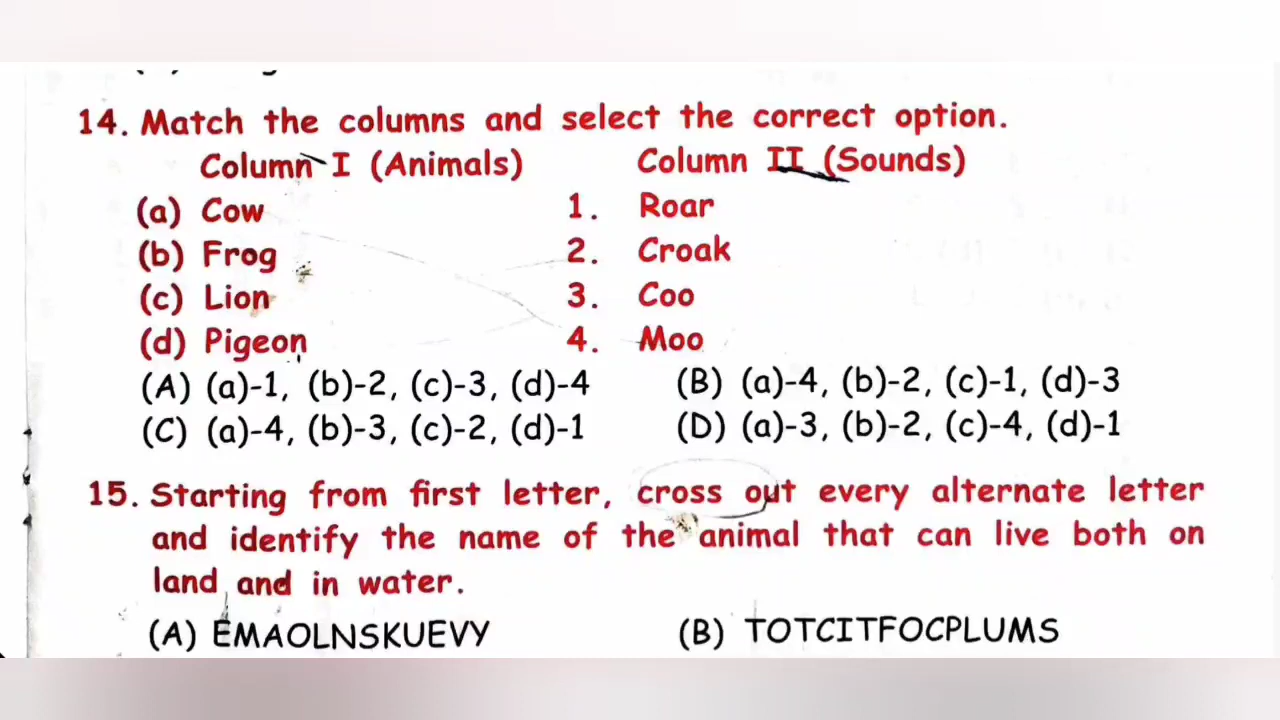 14. Match the columns and select the correct option.
Column I (Animals) Column II (Sounds)
(a) Cow 1. Roar
(b) Frog 2. Croak
(c) Lion 3. Coo
(d) Pigeon 4. Moo
(A) (a)-1, (b)-2, (c)-3, (d)-4 (B) (a)-4, (b)-2, (c)-1, (d)-3
(C) (a)-4, (b)-3, (c)-2, (d)-1 (D) (a)-3, (b)-2, (c)-4, (d)-1
15. Starting from first letter, cross out every alternate letter
and identify the name of the animal that can live both on
land and in water.
(A) EMAOLNSKUEVY (B) TOTCITFOCPLUMS